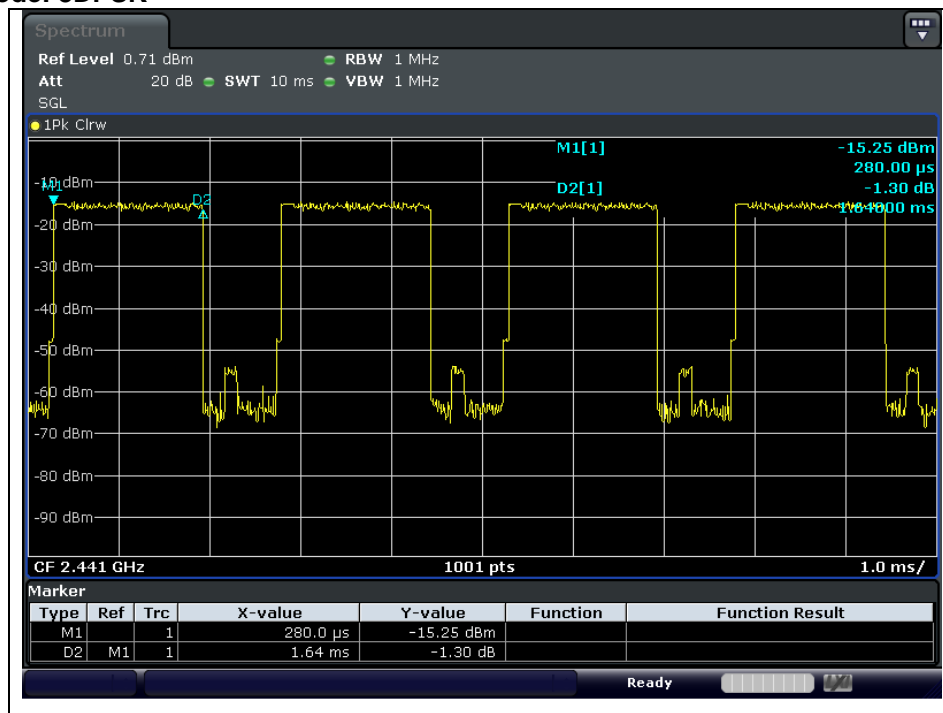 Spectrum
Ref Level 0.71 dBm RBW 1 MHz
Att 20 dB SWT 10 ms VBW 1 MHz
SGL
1Pk Clrw
M1[1] -15.25 dBm
280.00 µs
D2[1] -1.30 dB
1.64000 ms
M1
D2
-10 dBm
-20 dBm
-30 dBm
-40 dBm
-50 dBm
-60 dBm
-70 dBm
-80 dBm
-90 dBm
CF 2.441 GHz 1001 pts 1.0 ms/
Marker
Type Ref Trc X-value Y-value Function Function Result
M1 1 280.0 µs -15.25 dBm
D2 M1 1 1.64 ms -1.30 dB
Ready